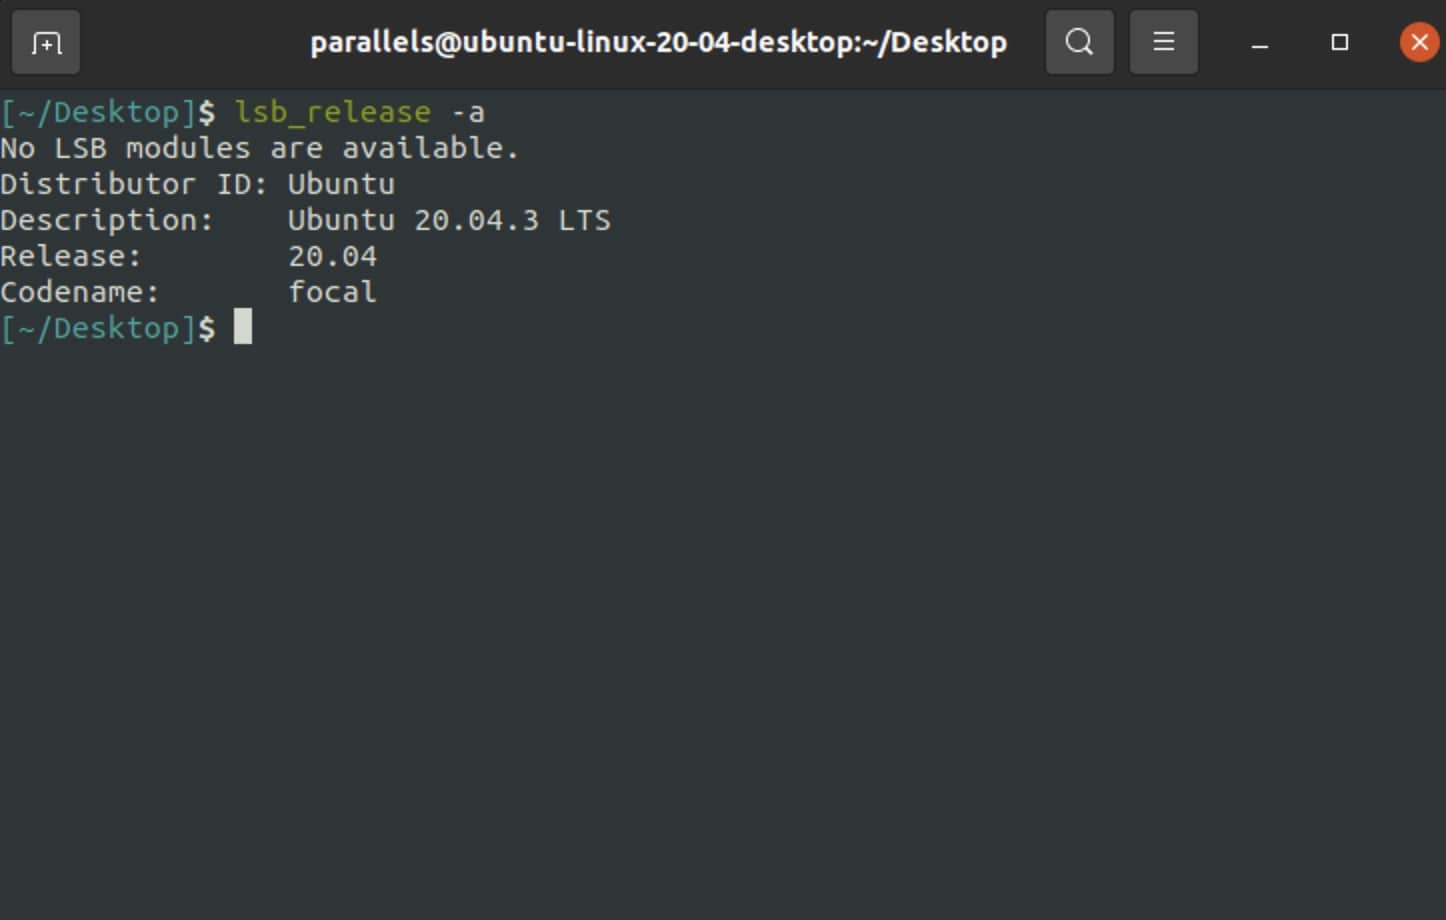 parallels@ubuntu-linux-20-04-desktop:~/Desktop
[~/Desktop]$ lsb_release -a
No LSB modules are available.
Distributor ID: Ubuntu
Description:    Ubuntu 20.04.3 LTS
Release:        20.04
Codename:       focal
[~/Desktop]$